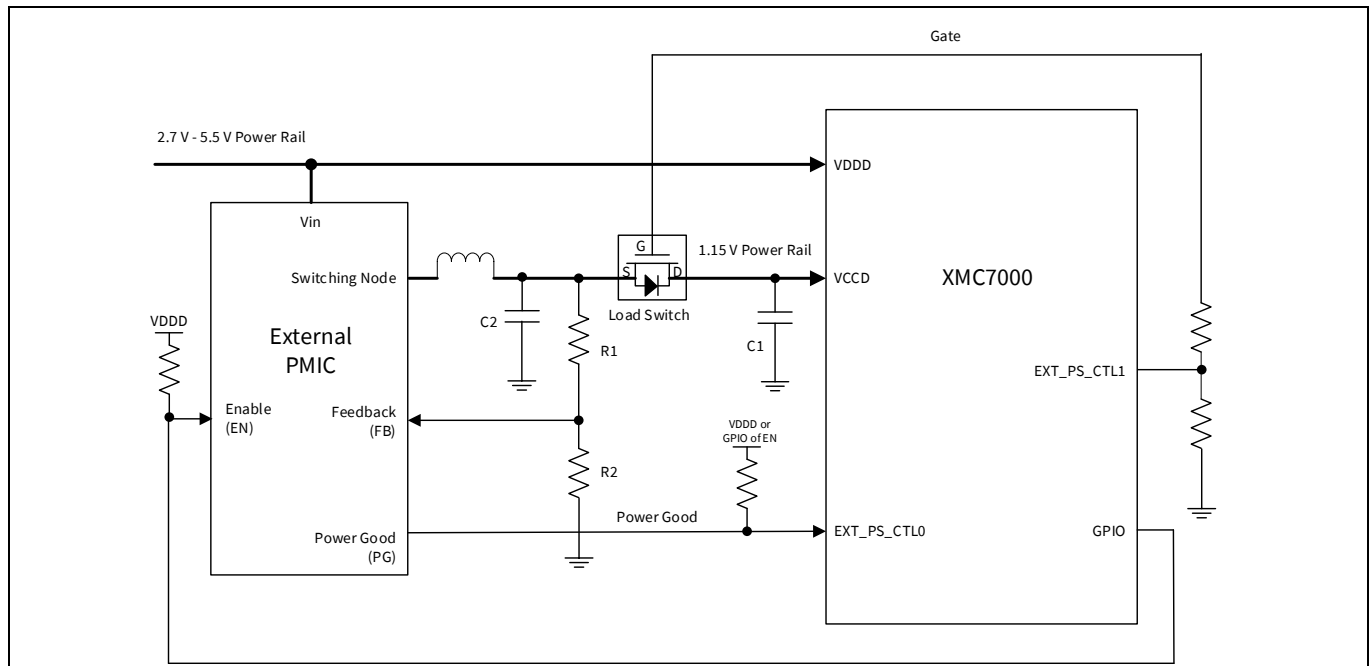 Gate
2.7 V - 5.5 V Power Rail
VDDD
Vin
G
1.15 V Power Rail
Switching Node
S
D
VCCD
XMC7000
Load Switch
VDDD
C2
C1
External
PMIC
R1
EXT_PS_CTL1
Enable
(EN)
Feedback
(FB)
VDDD or
GPIO of EN
R2
Power Good
Power Good
(PG)
EXT_PS_CTL0
GPIO